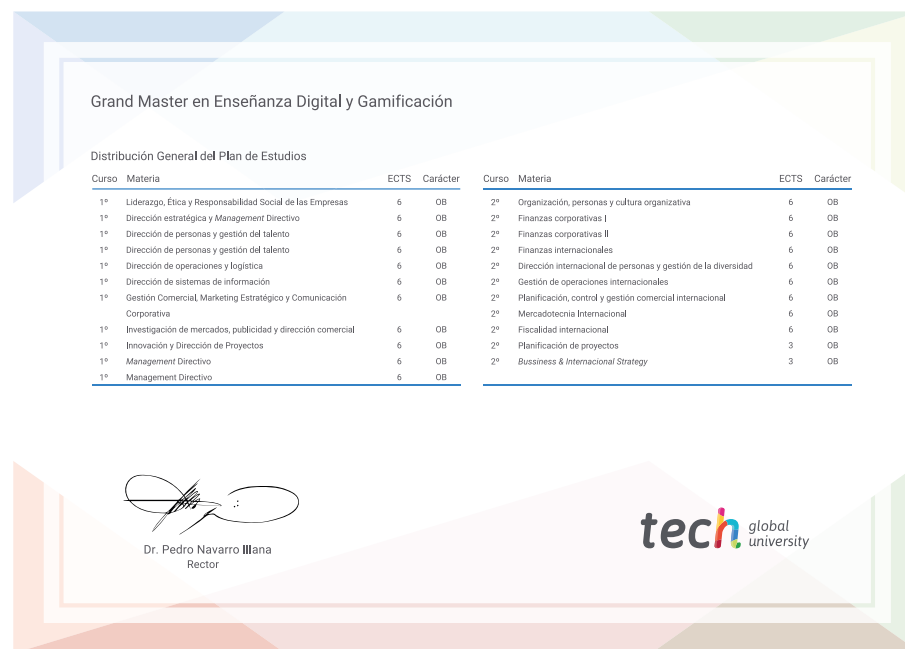 Grand Master en Enseñanza Digital y Gamificación
Distribución General del Plan de Estudios
Curso Materia ECTS Carácter
1º Liderazgo, Ética y Responsabilidad Social de las Empresas 6 OB
1º Dirección estratégica y Management Directivo 6 OB
1º Dirección de personas y gestión del talento 6 OB
1º Dirección de personas y gestión del talento 6 OB
1º Dirección de operaciones y logística 6 OB
1º Dirección de sistemas de información 6 OB
1º Gestión Comercial, Marketing Estratégico y Comunicación 6 OB
Corporativa
1º Investigación de mercados, publicidad y dirección comercial 6 OB
1º Innovación y Dirección de Proyectos 6 OB
1º Management Directivo 6 OB
1º Management Directivo 6 OB
Curso Materia ECTS Carácter
2º Organización, personas y cultura organizativa 6 OB
2º Finanzas corporativas I 6 OB
2º Finanzas corporativas II 6 OB
2º Finanzas internacionales 6 OB
2º Dirección internacional de personas y gestión de la diversidad 6 OB
2º Gestión de operaciones internacionales 6 OB
2º Planificación, control y gestión comercial internacional 6 OB
2º Mercadotecnia Internacional 6 OB
2º Fiscalidad internacional 6 OB
2º Planificación de proyectos 3 OB
2º Bussiness & Internacional Strategy 3 OB
Dr. Pedro Navarro Illana
Rector
tech global
university